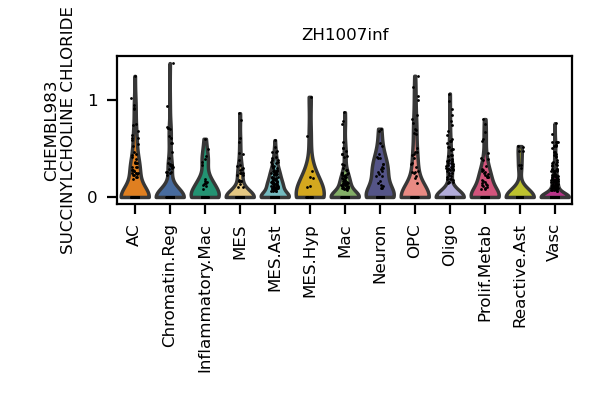 ZH1007inf
CHEMBL983
SUCCINYLCHOLINE CHLORIDE
1
0
AC
Chromatin.Reg
Inflammatory.Mac
MES
MES.Ast
MES.Hyp
Mac
Neuron
OPC
Oligo
Prolif.Metab
Reactive.Ast
Vasc